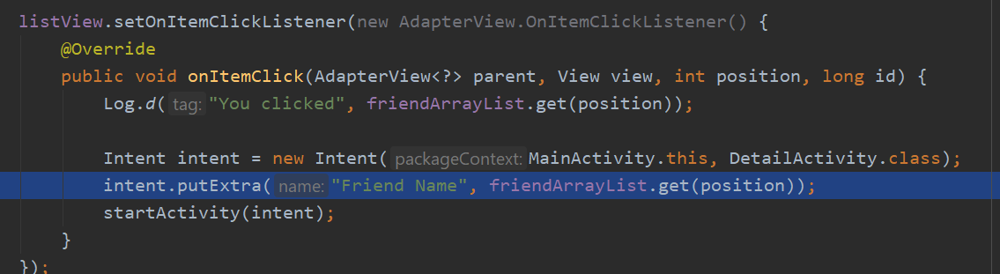 listView.setOnItemClickListener(new AdapterView.OnItemClickListener() {
@Override
public void onItemClick(AdapterView<?> parent, View view, int position, long id) {
Log.d( tag: "You clicked", friendArrayList.get(position));
Intent intent = new Intent( packageContext: MainActivity.this, DetailActivity.class);
intent.putExtra( name: "Friend Name", friendArrayList.get(position));
startActivity(intent);
}
});